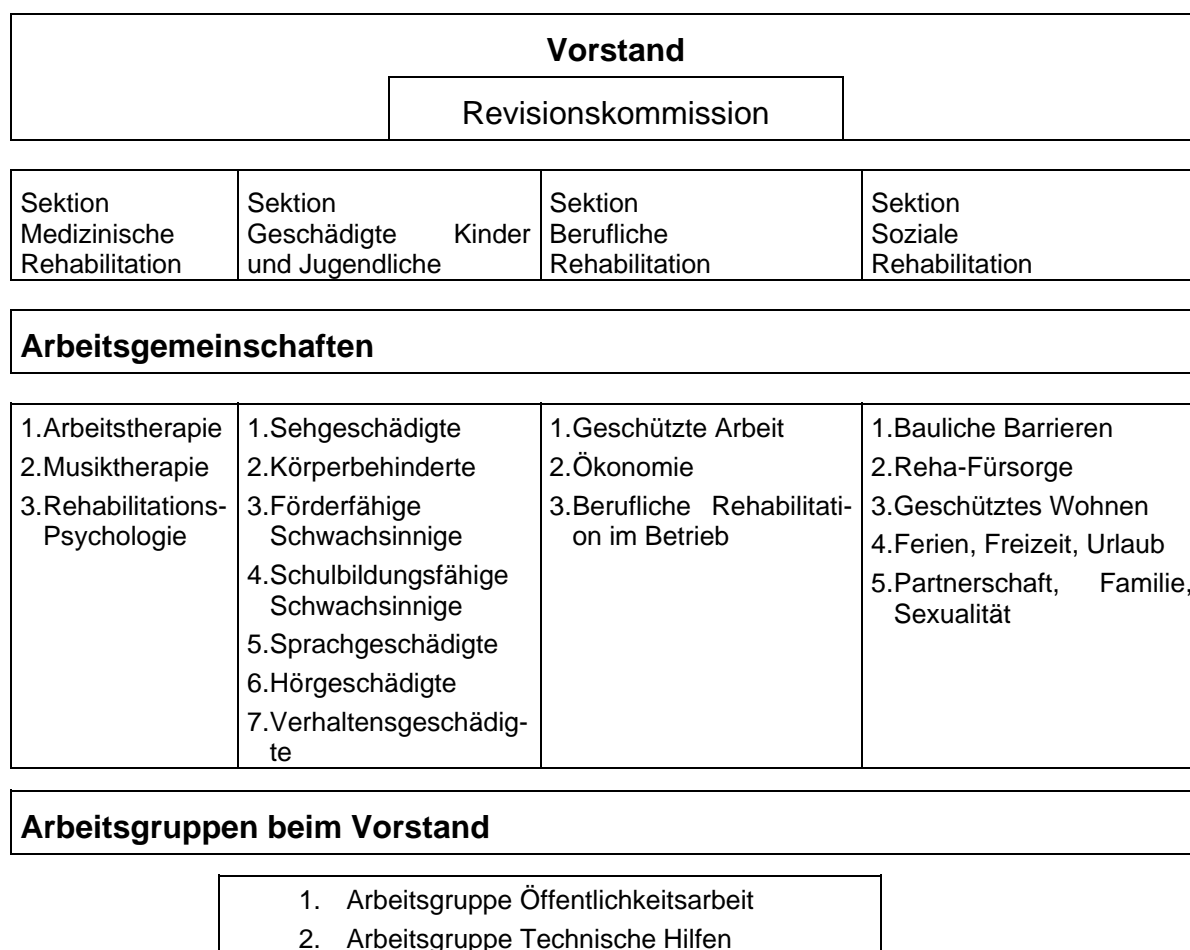 Vorstand
Revisionskommission
Sektion
Medizinische
Rehabilitation
Sektion
Geschädigte Kinder
und Jugendliche
Sektion
Berufliche
Rehabilitation
Sektion
Soziale
Rehabilitation
Arbeitsgemeinschaften
1.Arbeitstherapie
2.Musiktherapie
3.Rehabilitations-
Psychologie
1.Sehgeschädigte
2.Körperbehinderte
3.Förderfähige
Schwachsinnige
4.Schulbildungsfähige
Schwachsinnige
5.Sprachgeschädigte
6.Hörgeschädigte
7.Verhaltensgeschädig-
te
1.Geschützte Arbeit
2.Ökonomie
3.Berufliche Rehabilitati-
on im Betrieb
1.Bauliche Barrieren
2.Reha-Fürsorge
3.Geschütztes Wohnen
4.Ferien, Freizeit, Urlaub
5.Partnerschaft, Familie,
Sexualität
Arbeitsgruppen beim Vorstand
1. Arbeitsgruppe Öffentlichkeitsarbeit
2. Arbeitsgruppe Technische Hilfen